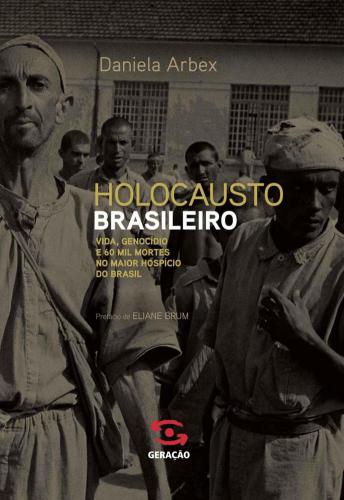 Daniela Arbex
HOLOCAUSTO
BRASILEIRO
VIDA, GENOCÍDIO
E 60 MIL MORTES
NO MAIOR HOSPÍCIO
DO BRASIL
Prefácio de ELIANE BRUM
GERAÇÃO